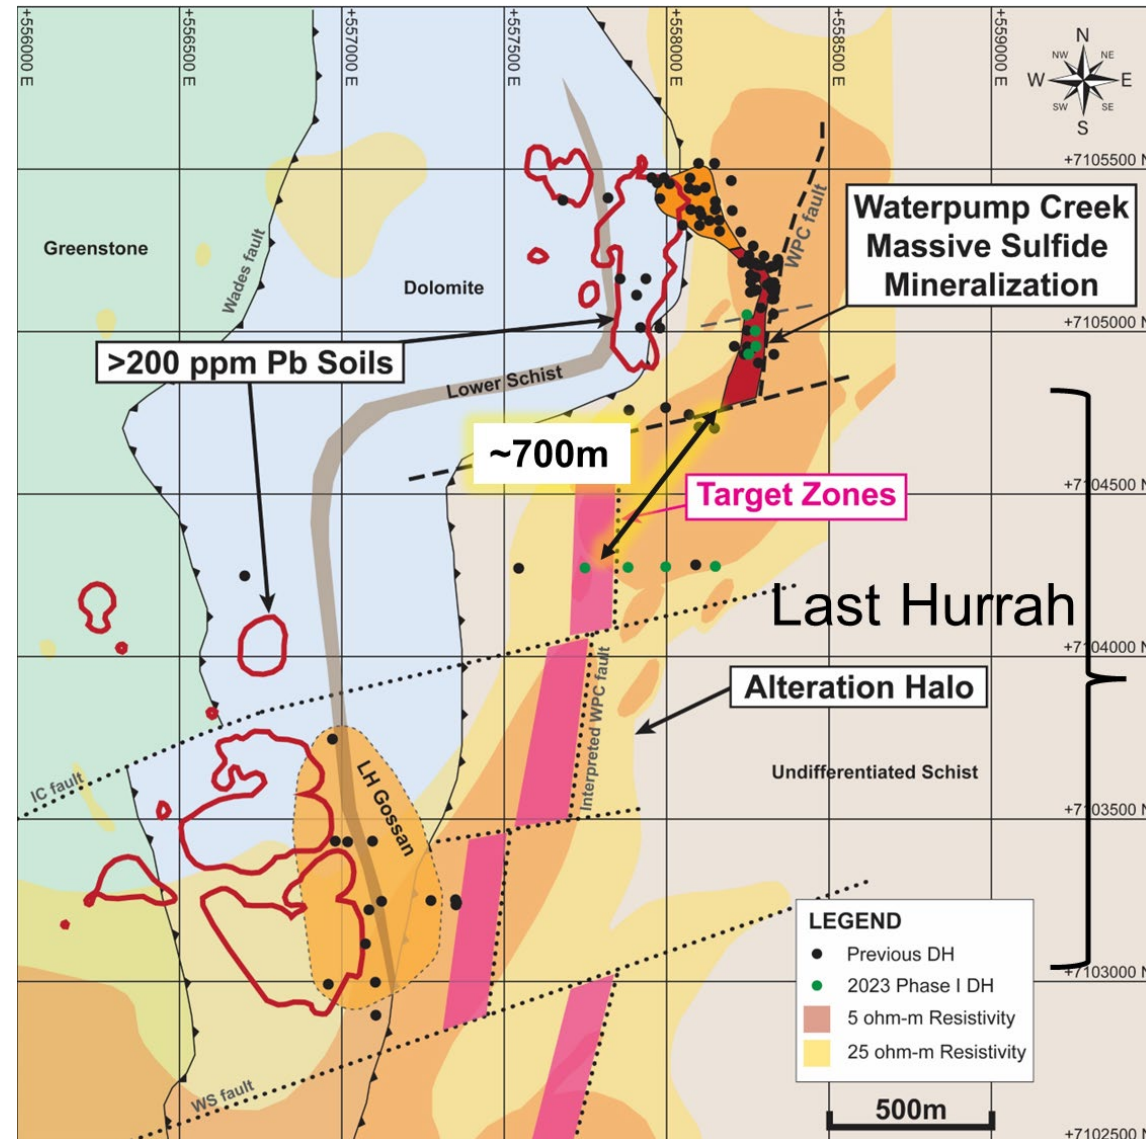 +556000 E
+556500 E
+557000 E
+557500 E
+558000 E
+558500 E
+559000 E
N
NW
NE
W
E
SW
SE
S
+7105500 N
WPC fault
Waterpump Creek
Massive Sulfide
Mineralization
Greenstone
Wades fault
Dolomite
+7105000 N
>200 ppm Pb Soils
Lower Schist
~700m
+7104500 N
Target Zones
Last Hurrah
+7104000 N
Alteration Halo
Interpreted WPC fault
Undifferentiated Schist
IC fault
LH Gossan
+7103500 N
LEGEND
Previous DH
2023 Phase I DH
5 ohm-m Resistivity
25 ohm-m Resistivity
+7103000 N
WS fault
500m
+7102500 N